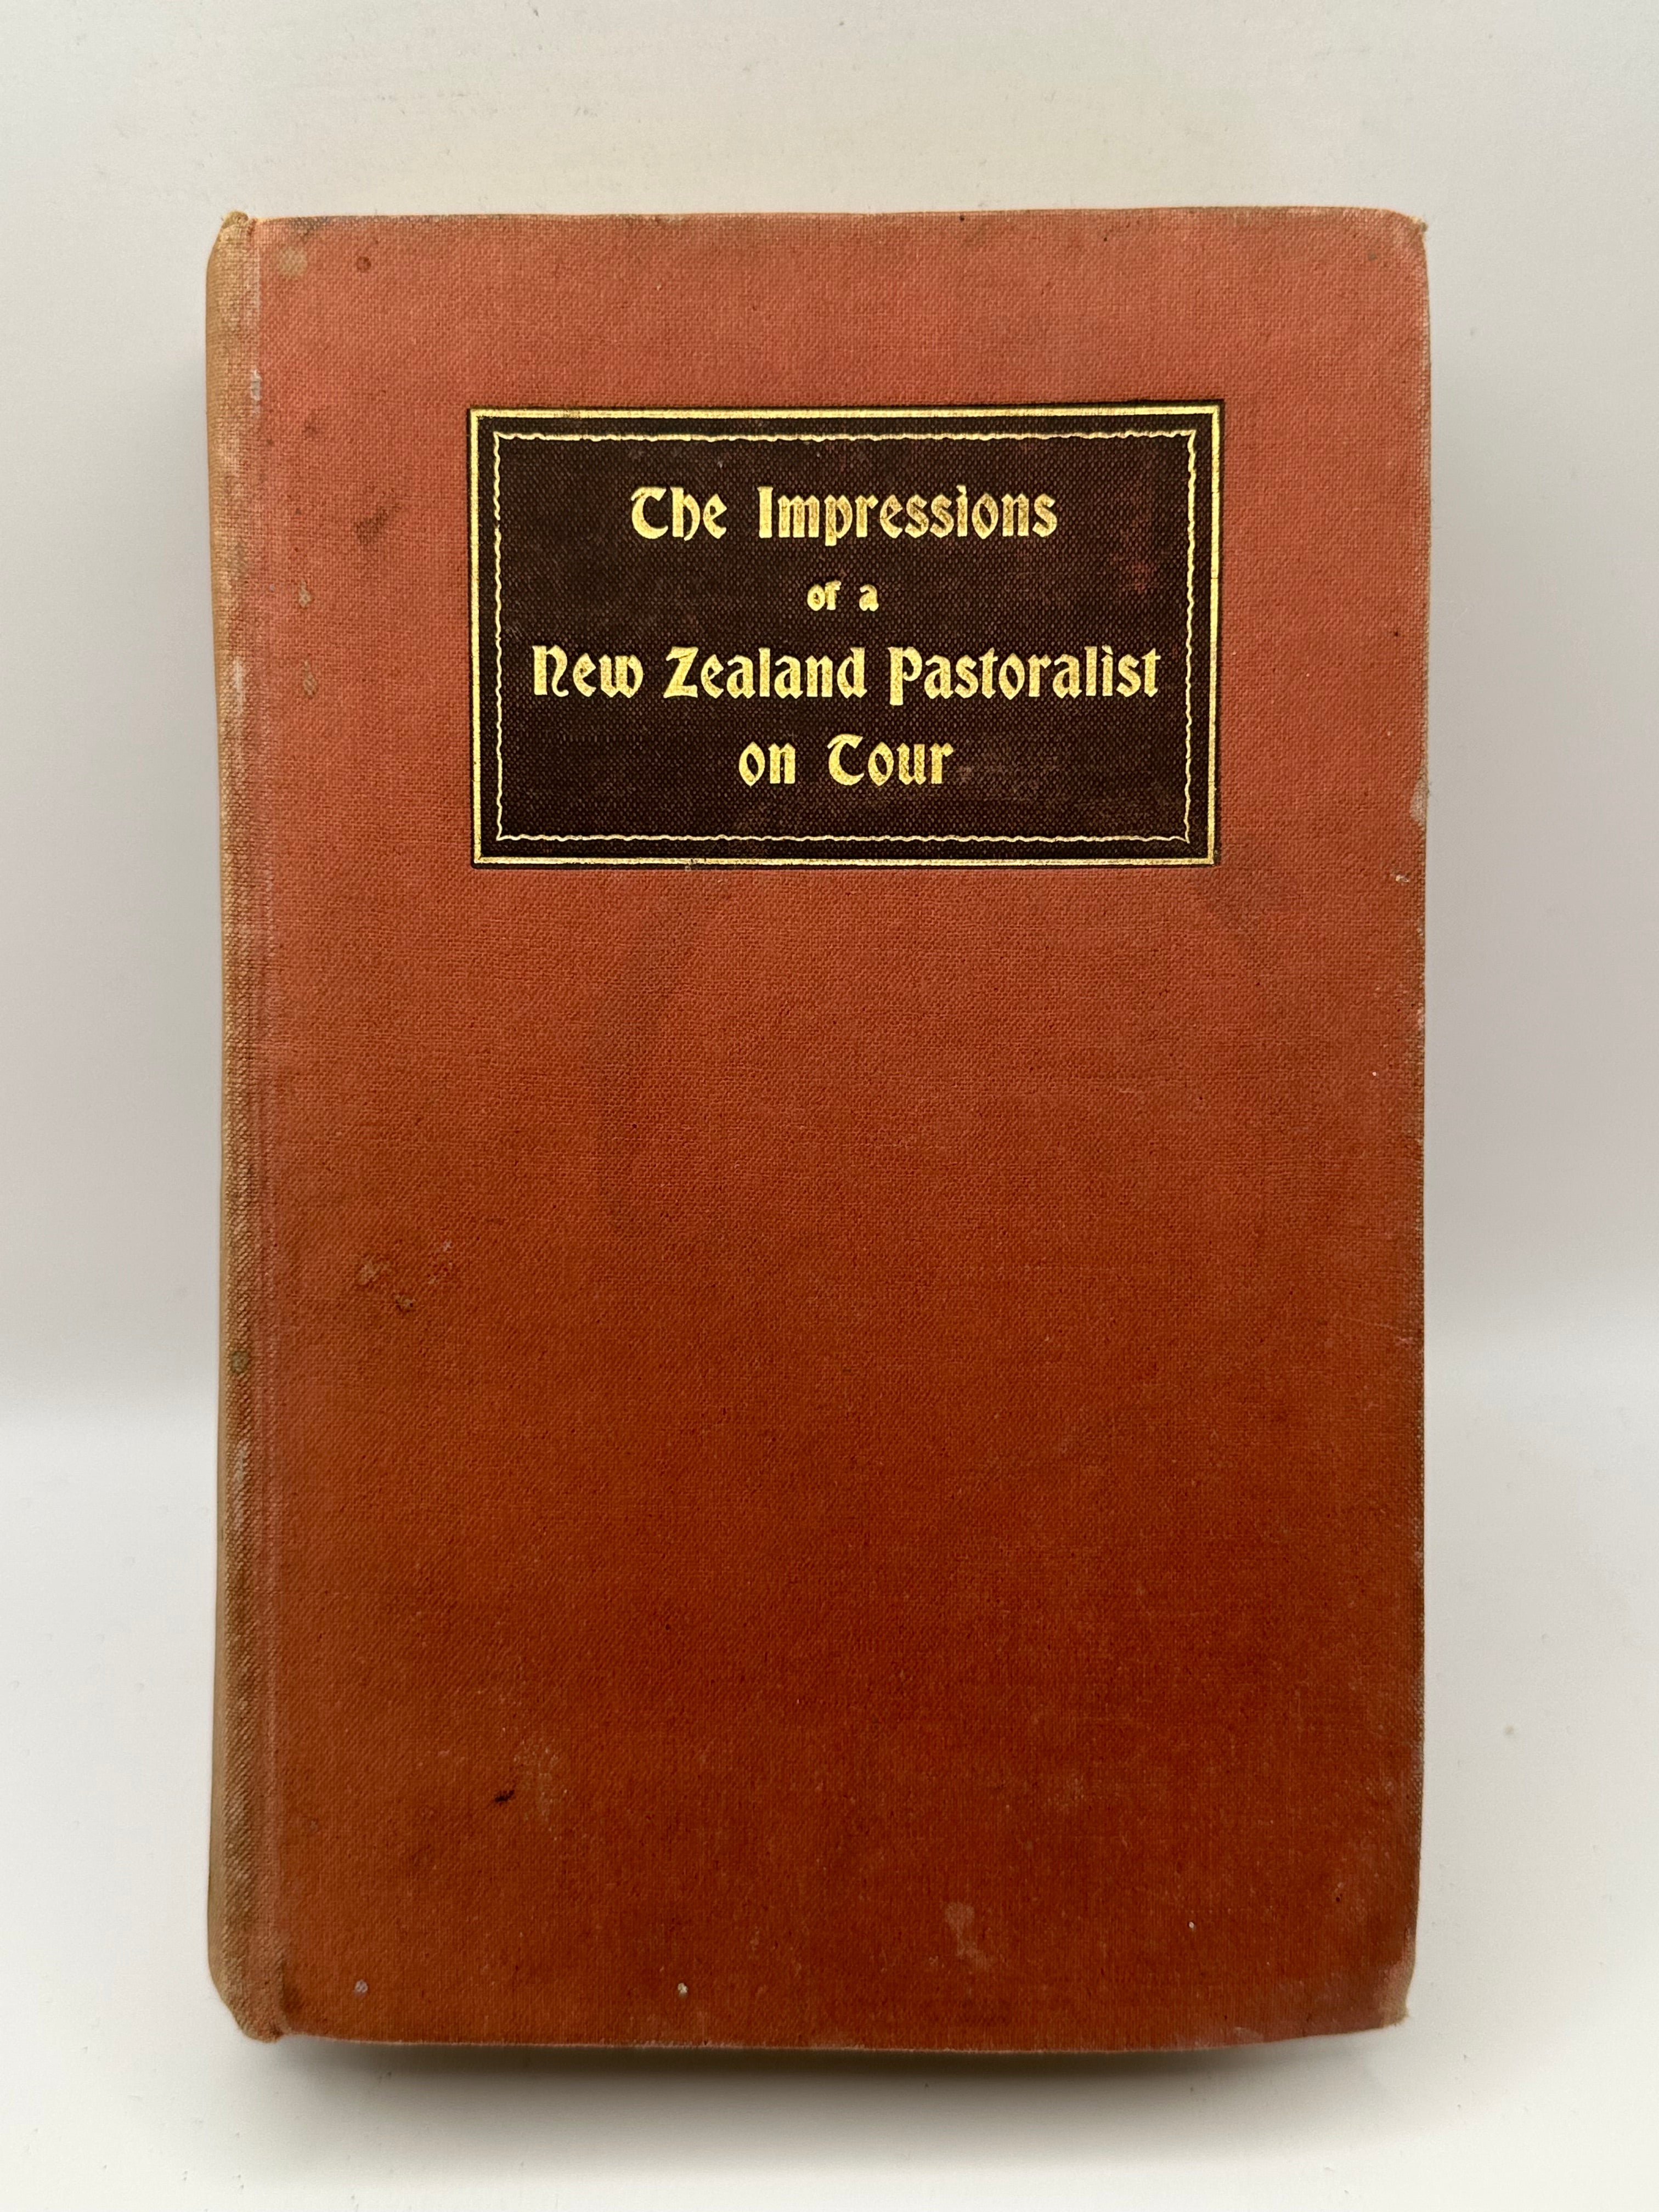 The Impressions
of a
New Zealand Pastoralist
on Tour